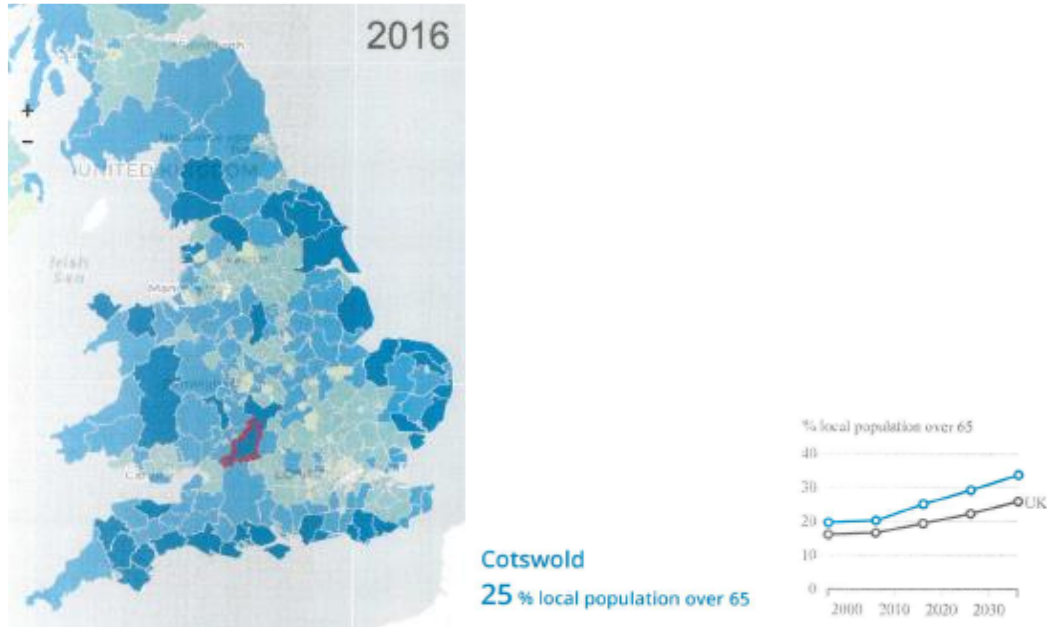 2016
+
−
UNITED KINGDOM
Irish
Sea
Cotswold
25 % local population over 65
% local population over 65
40
30
20
10
0
UK
2000 2010 2020 2030